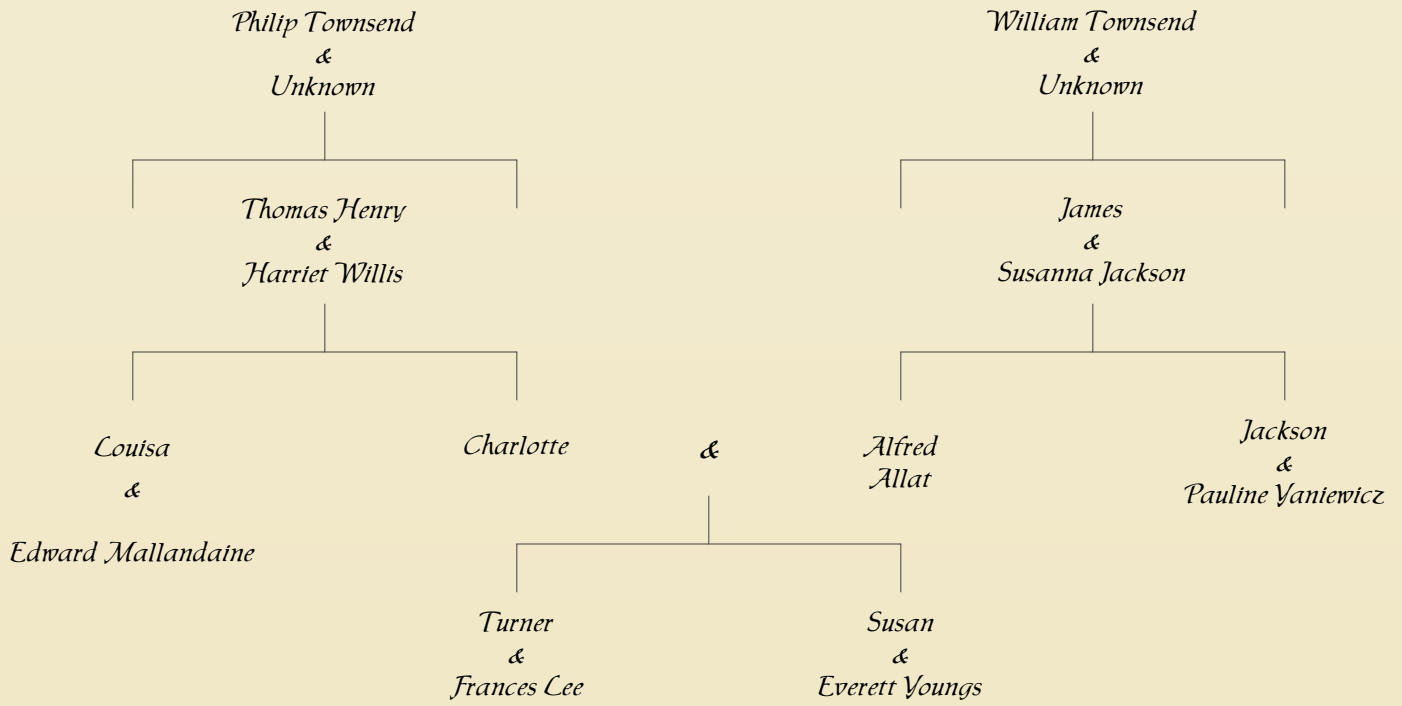 Philip Townsend
&
Unknown
William Townsend
&
Unknown
Thomas Henry
&
Harriet Willis
James
&
Susanna Jackson
Louisa
&
Edward Mallandaine
Charlotte
&
Alfred
Allat
Jackson
&
Pauline Yaniewicz
Turner
&
Frances Lee
Susan
&
Everett Youngs